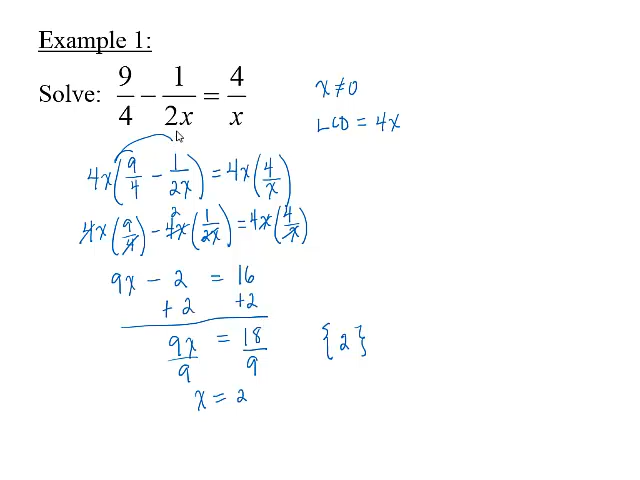 Example 1:
Solve: 9/4 − 1/2x = 4/x
x ≠ 0
LCD = 4x
4x(9/4 − 1/2x) = 4x(4/x)
4x(9/4) − 4x 2 (1/2x) = 4x(4/x)
9x − 2 = 16
+ 2 +2
9x/9 = 18/9
{2}
x = 2